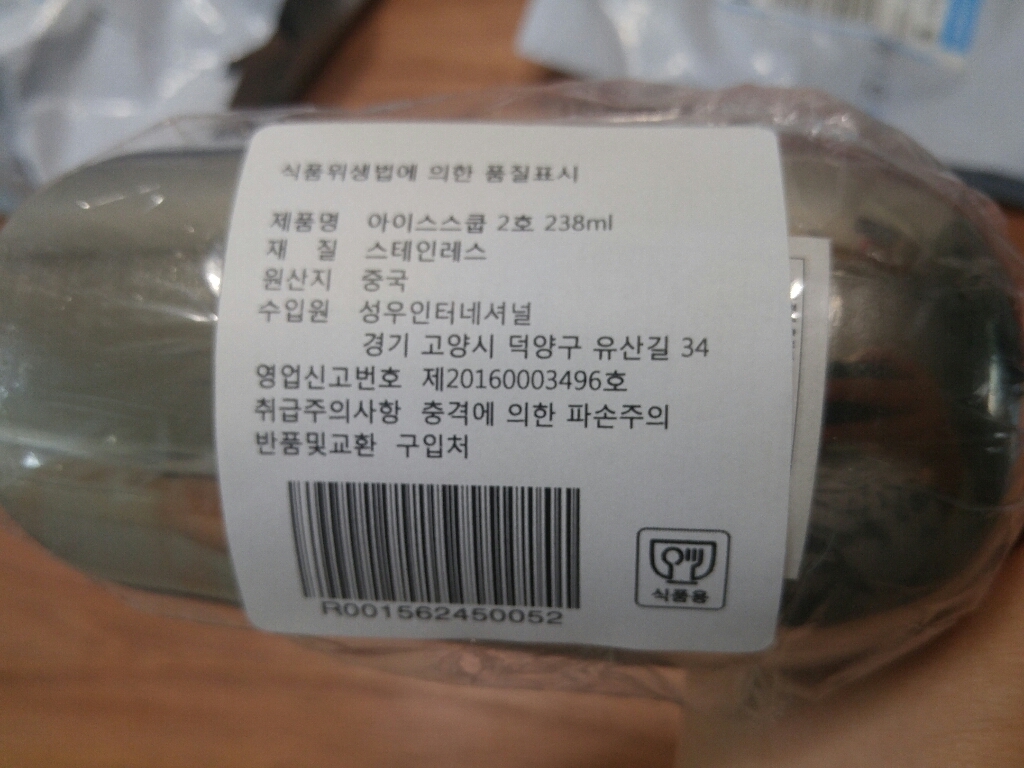 식품위생법에 의한 품질표시
제품명 아이스스쿱 2호 238ml
재 질 스테인레스
원산지 중국
수입원 성우인터네셔널
경기 고양시 덕양구 유산길 34
영업신고번호 제20160003496호
취급주의사항 충격에 의한 파손주의
반품및교환 구입처
R001562450052
식품용